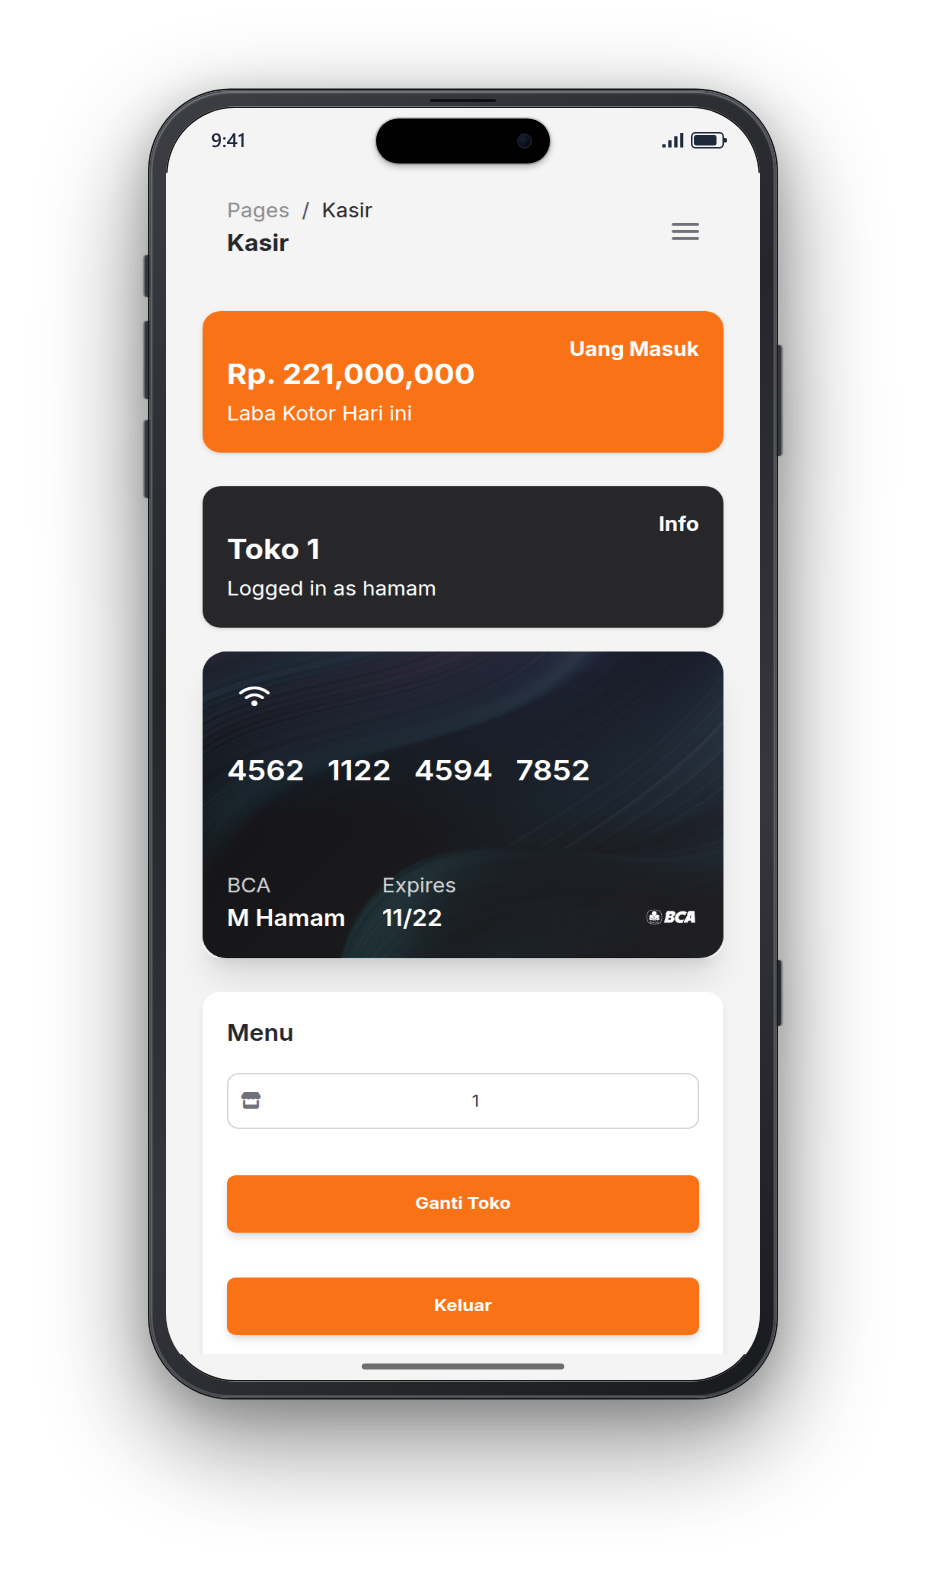 9:41
Pages / Kasir
Kasir
Uang Masuk
Rp. 221,000,000
Laba Kotor Hari ini
Info
Toko 1
Logged in as hamam
4562 1122 4594 7852
BCA Expires
M Hamam 11/22
BCA
Menu
1
Ganti Toko
Keluar